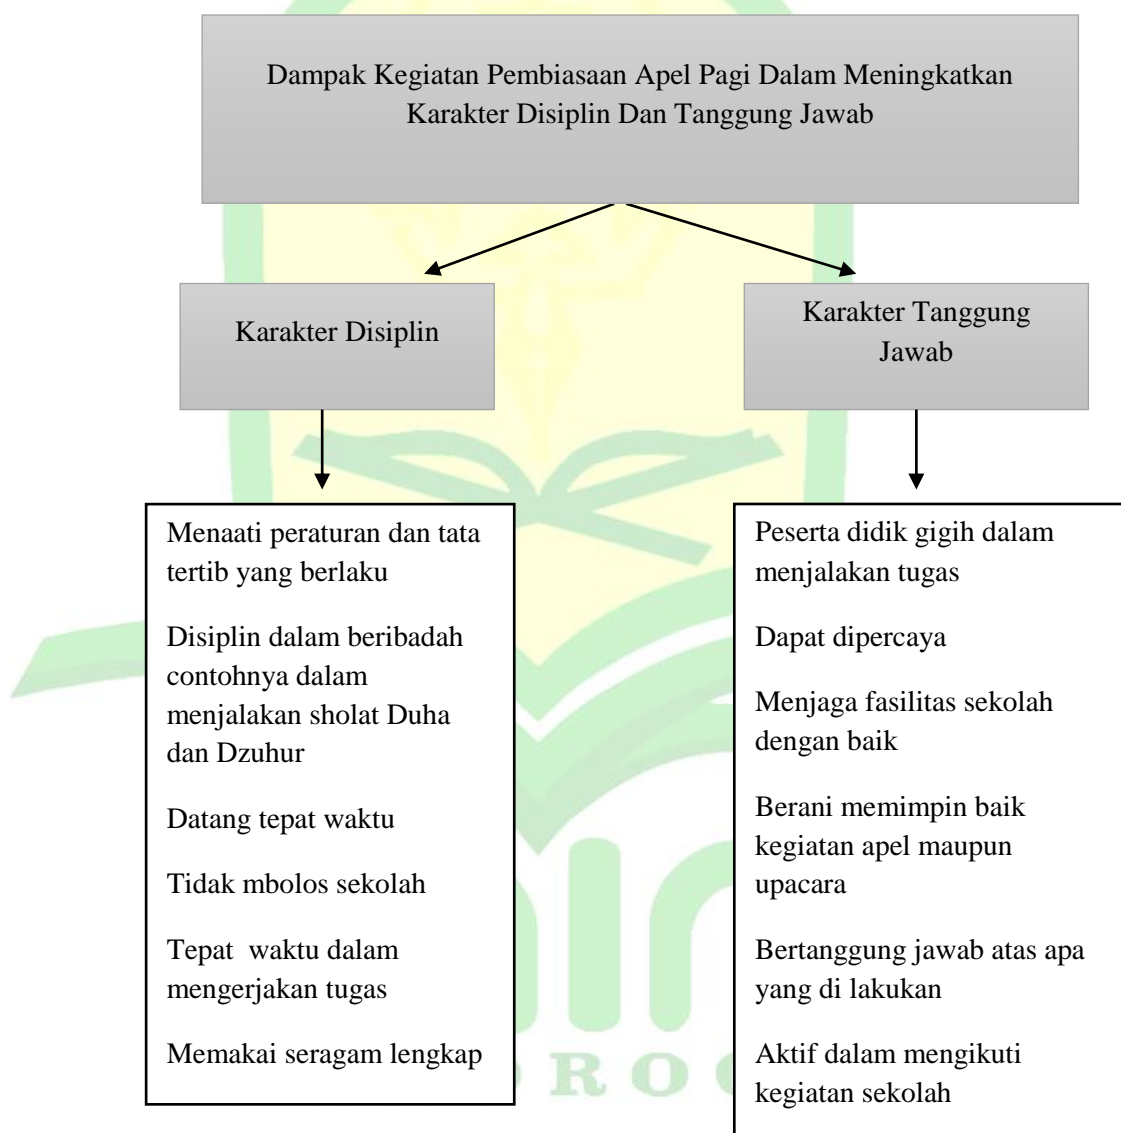 Dampak Kegiatan Pembiasaan Apel Pagi Dalam Meningkatkan
Karakter Disiplin Dan Tanggung Jawab
Karakter Disiplin
Karakter Tanggung
Jawab
Menaati peraturan dan tata
tertib yang berlaku
Disiplin dalam beribadah
contohnya dalam
menjalakan sholat Duha
dan Dzuhur
Datang tepat waktu
Tidak mbolos sekolah
Tepat  waktu dalam
mengerjakan tugas
Memakai seragam lengkap
Peserta didik gigih dalam
menjalakan tugas
Dapat dipercaya
Menjaga fasilitas sekolah
dengan baik
Berani memimpin baik
kegiatan apel maupun
upacara
Bertanggung jawab atas apa
yang di lakukan
Aktif dalam mengikuti
kegiatan sekolah